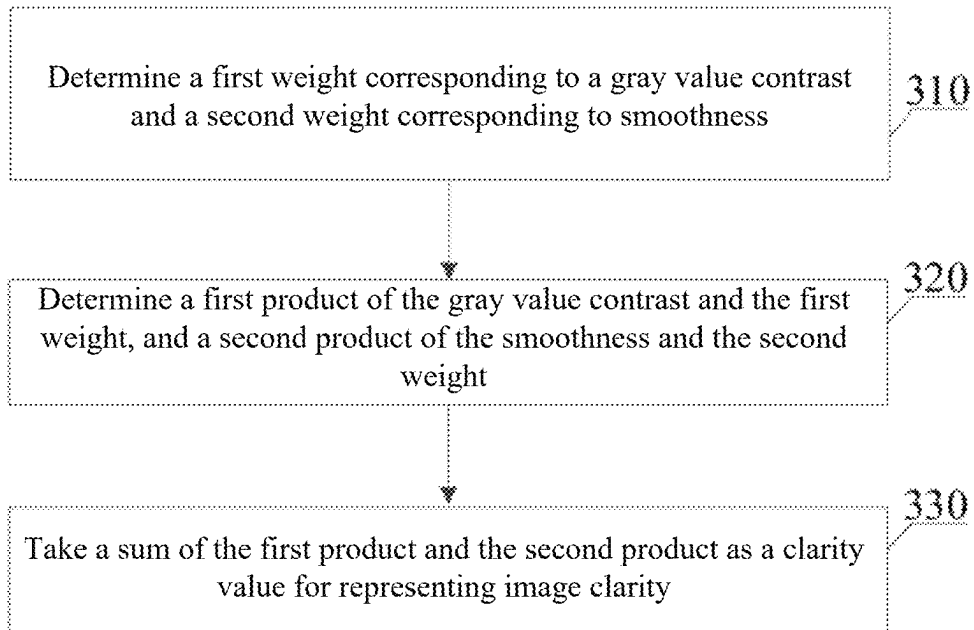 Determine a first weight corresponding to a gray value contrast
and a second weight corresponding to smoothness
310
Determine a first product of the gray value contrast and the first
weight, and a second product of the smoothness and the second
weight
320
Take a sum of the first product and the second product as a clarity
value for representing image clarity
330